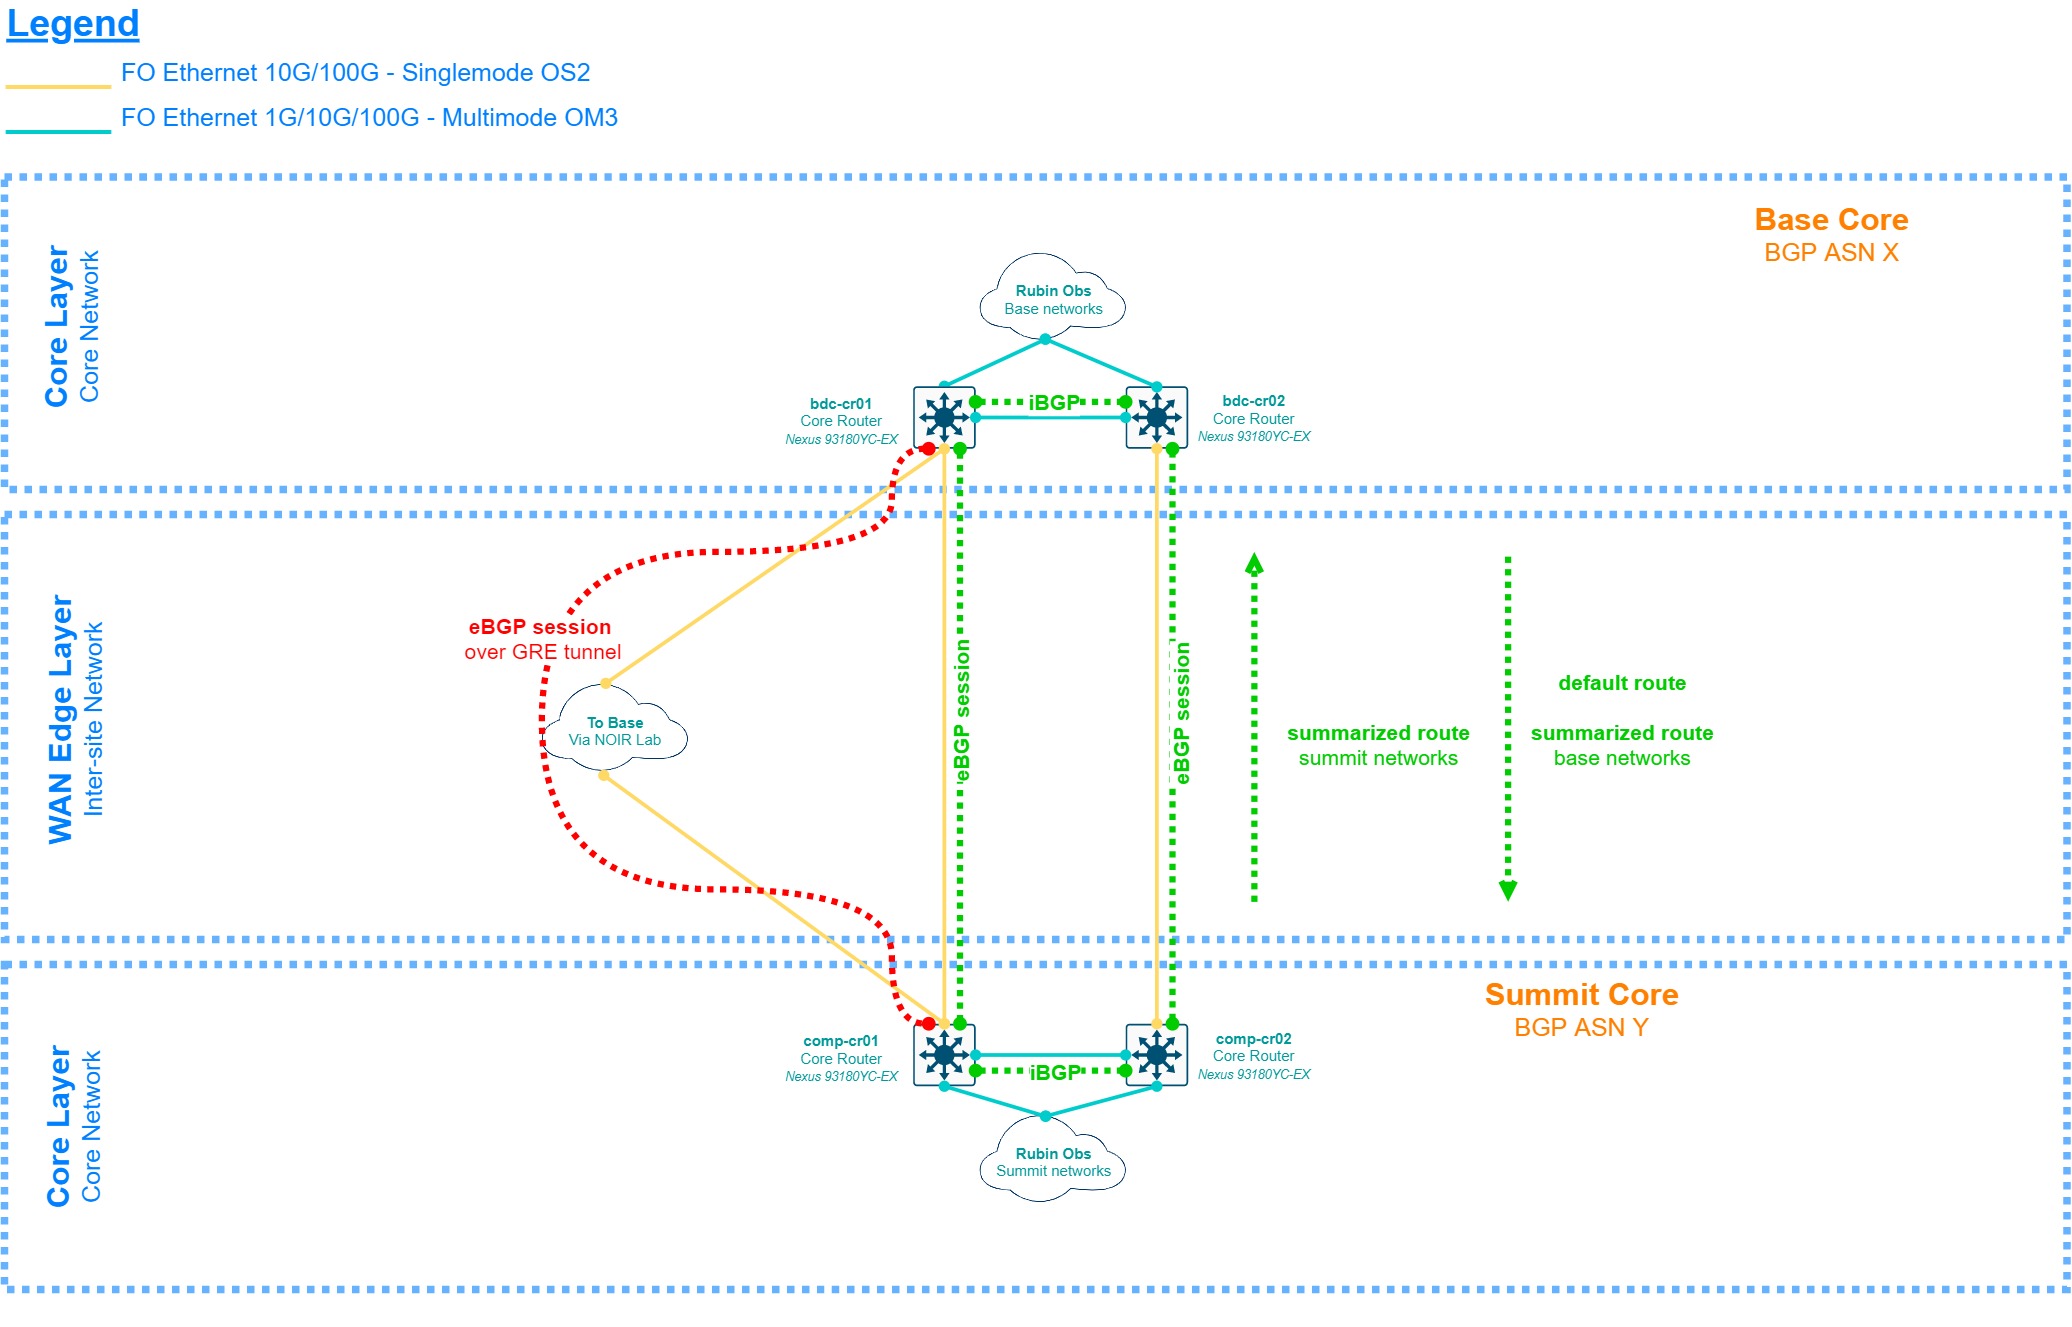 Legend
FO Ethernet 10G/100G - Singlemode OS2
FO Ethernet 1G/10G/100G - Multimode OM3
Core Layer
Core Network
Base Core
BGP ASN X
Rubin Obs
Base networks
bdc-cr01
Core Router
Nexus 93180YC-EX
iBGP
bdc-cr02
Core Router
Nexus 93180YC-EX
WAN Edge Layer
Inter-site Network
eBGP session
over GRE tunnel
To Base
Via NOIR Lab
eBGP session
eBGP session
summarized route
summit networks
default route
summarized route
base networks
Core Layer
Core Network
Summit Core
BGP ASN Y
comp-cr01
Core Router
Nexus 93180YC-EX
iBGP
comp-cr02
Core Router
Nexus 93180YC-EX
Rubin Obs
Summit networks